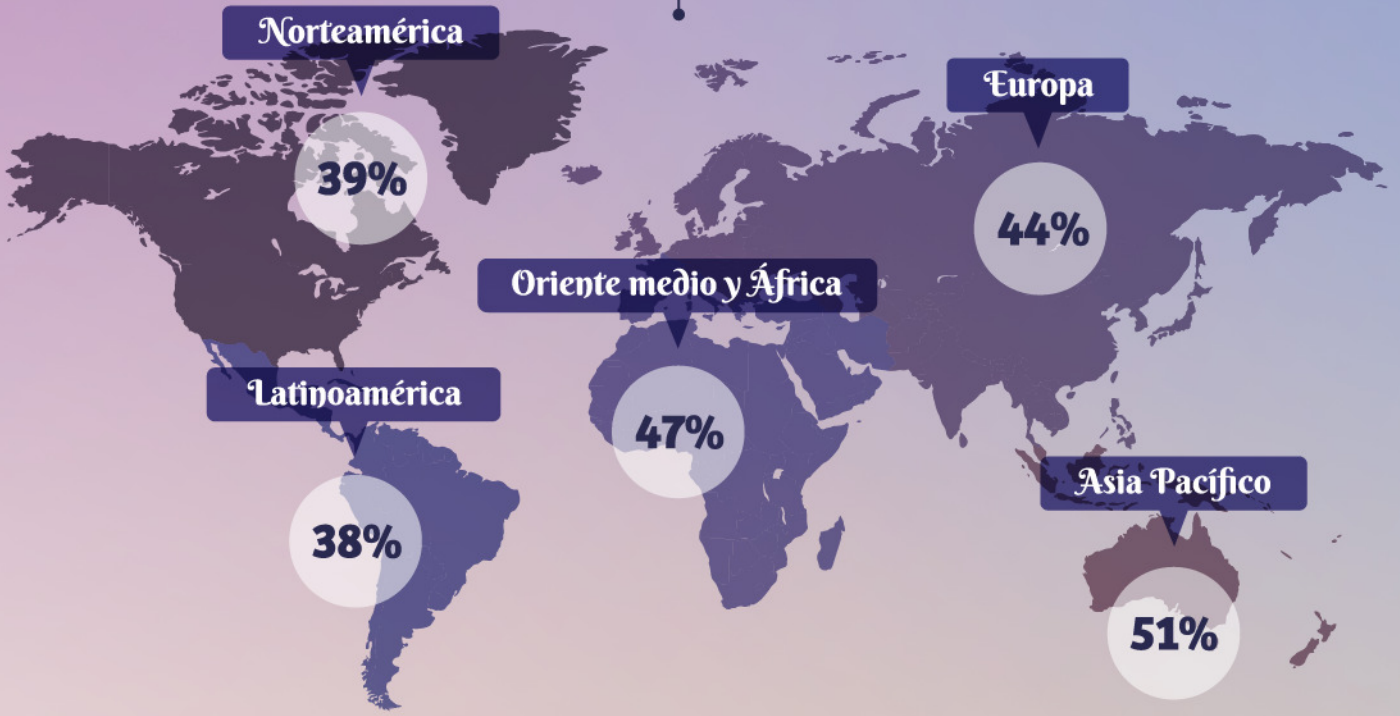 Norteamérica
39%
Europa
44%
Oriente medio y África
47%
Latinoamérica
38%
Asia Pacífico
51%